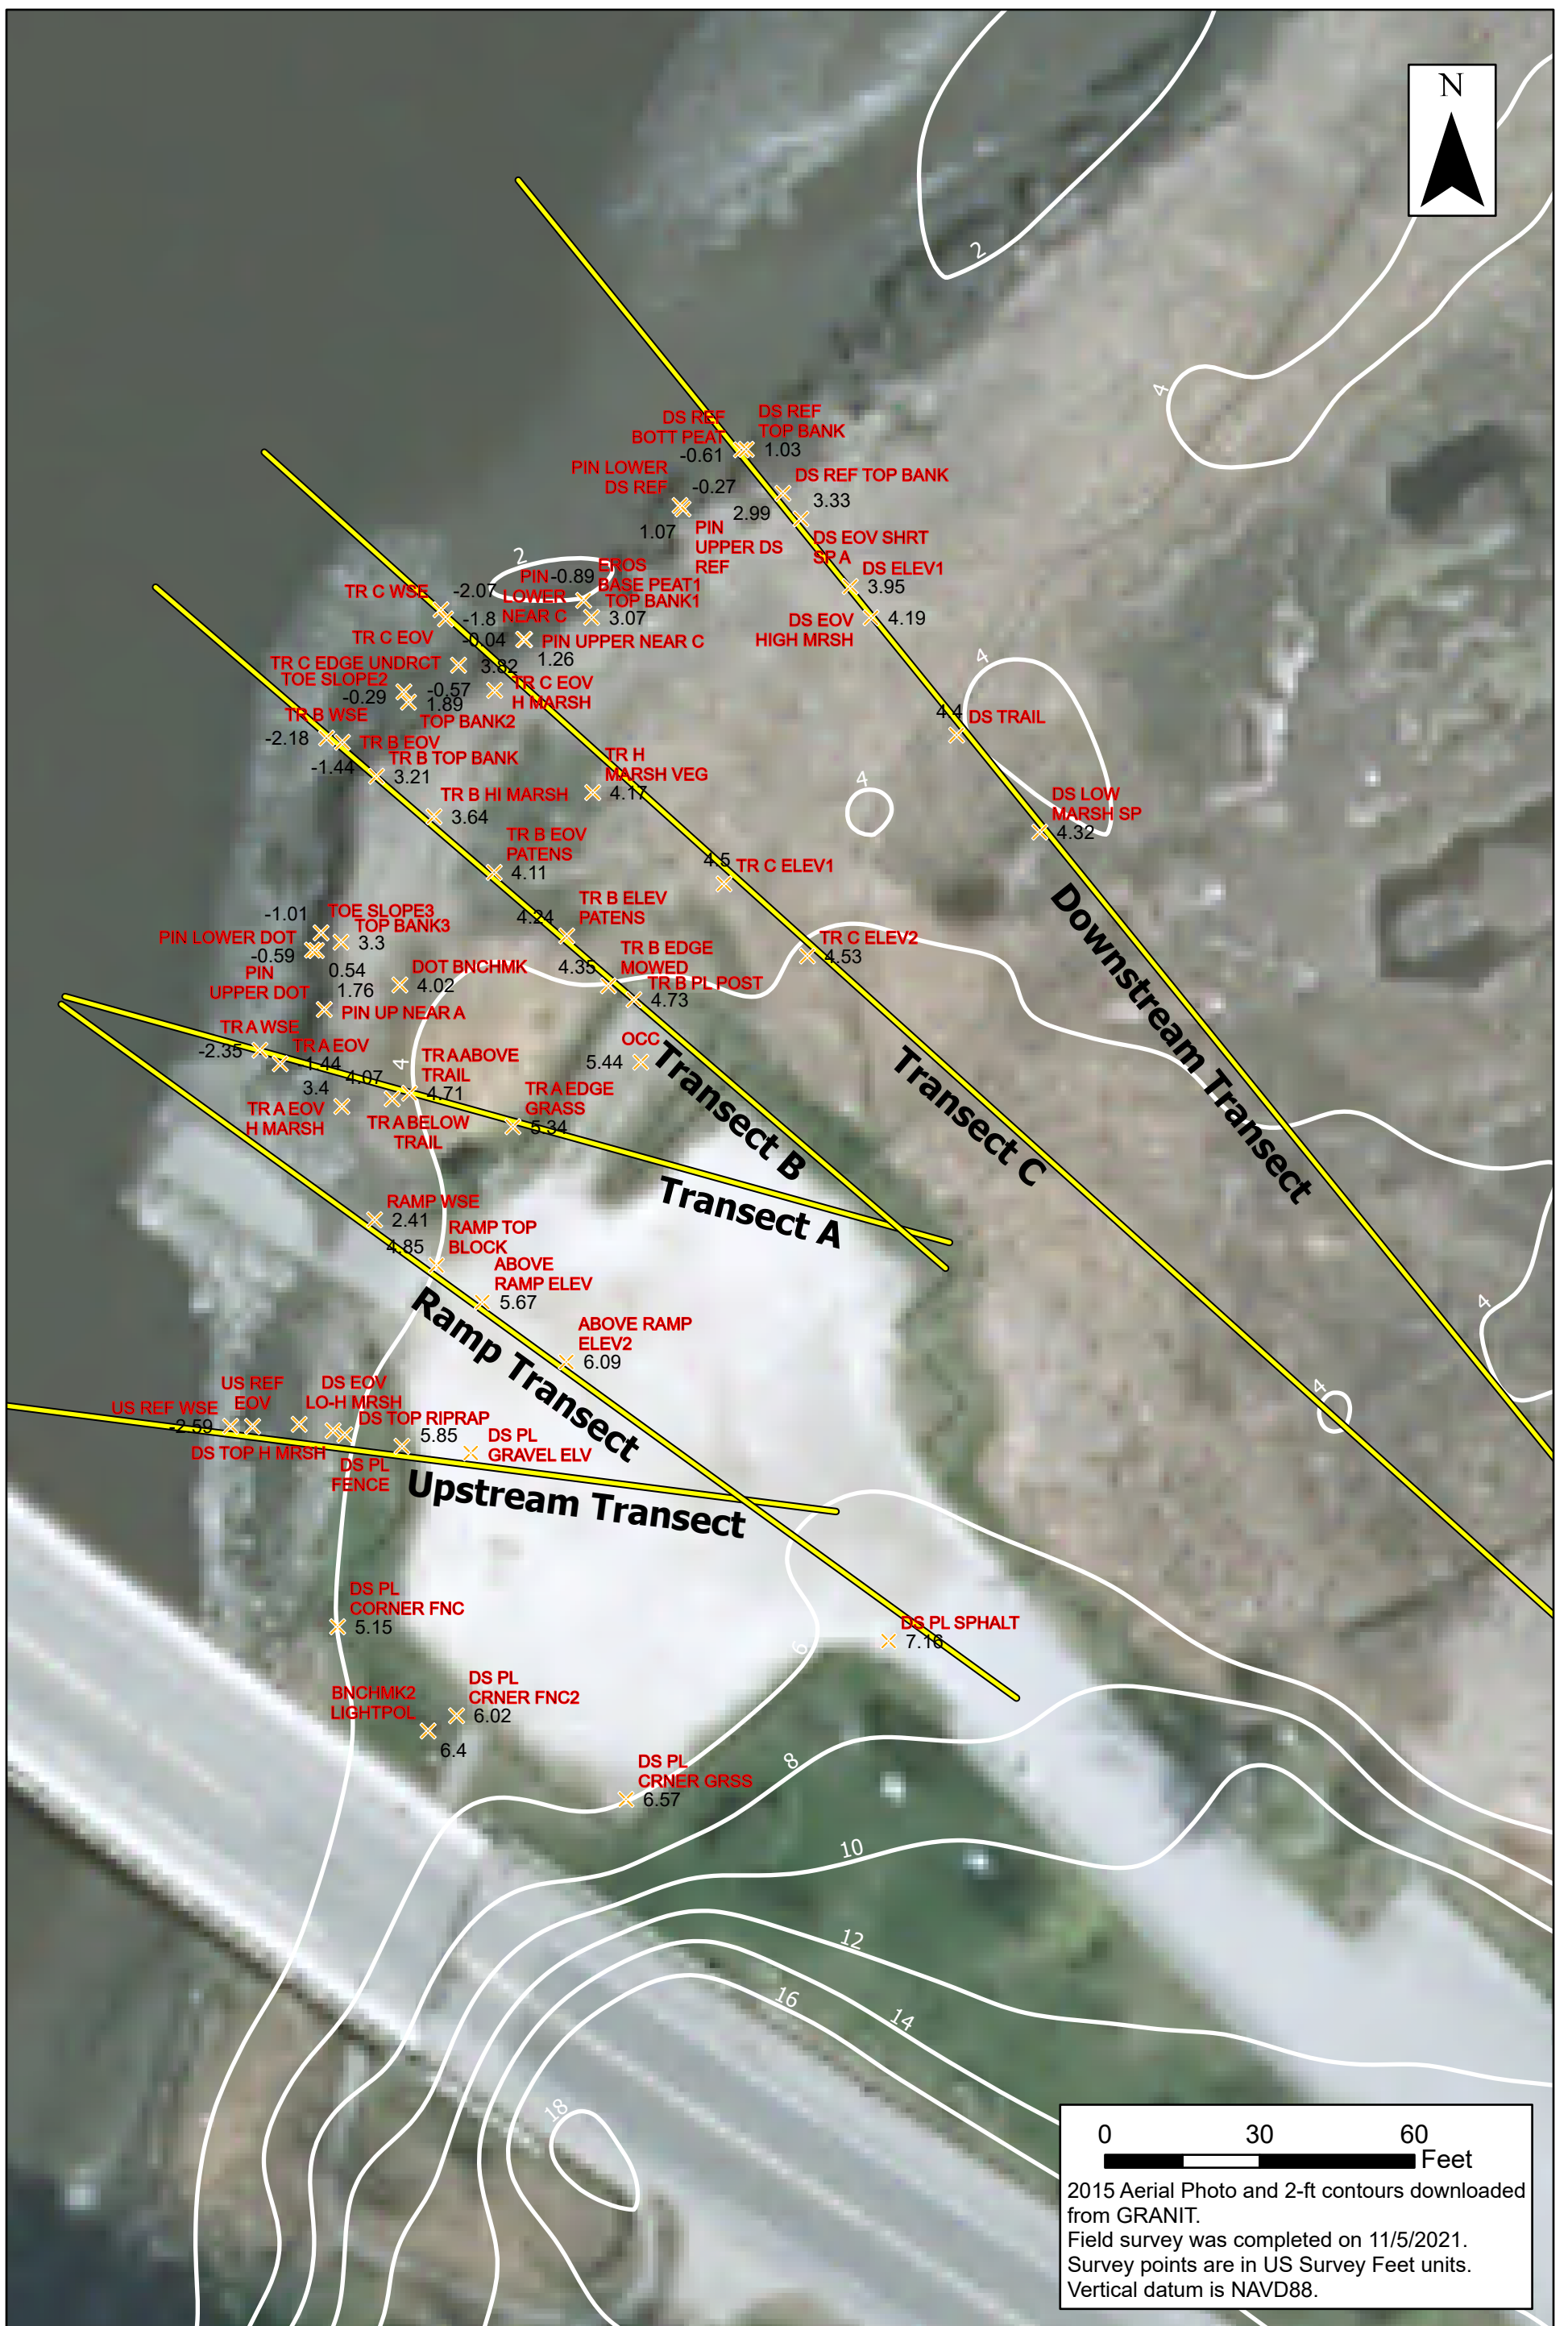 N
2
4
DS REF
BOTT PEAT
-0.61
DS REF
TOP BANK
1.03
PIN LOWER
DS REF
-0.27
1.07
PIN
UPPER DS
REF
DS REF TOP BANK
3.33
2.99
DS EOV SHRT
SP A
DS ELEV1
3.95
DS EOV
HIGH MRSH
4.19
2
PIN
LOWER
NEAR C
-0.89
EROS
BASE PEAT1
TOP BANK1
3.07
TR C WSE
-2.07
-1.8
TR C EOV
-0.04
PIN UPPER NEAR C
1.26
TR C EDGE UNDRCT
3.82
TOE SLOPE2
-0.29
-0.57
1.89
TR C EOV
H MARSH
TOP BANK2
TR B WSE
-2.18
TR B EOV
-1.44
TR B TOP BANK
3.21
4
4.4
DS TRAIL
TR H
MARSH VEG
4.17
TR B HI MARSH
3.64
4
DS LOW
MARSH SP
4.32
TR B EOV
PATENS
4.11
4.5
TR C ELEV1
TR B ELEV
PATENS
4.24
TOE SLOPE3
-1.01
TOP BANK3
3.3
PIN LOWER DOT
-0.59
0.54
PIN
UPPER DOT
1.76
PIN UP NEAR A
DOT BNCHMK
4.02
TR B EDGE
MOWED
4.35
TR B PL POST
4.73
TR C ELEV2
4.53
TR A WSE
-2.35
TR A EOV
-1.44
3.4
4.07
TR A EOV
H MARSH
4
TR A ABOVE
TRAIL
4.71
TR A BELOW
TRAIL
OCC
5.44
TR A EDGE
GRASS
5.34
Transect B
Transect C
Downstream Transect
Transect A
RAMP WSE
2.41
RAMP TOP
BLOCK
4.85
ABOVE
RAMP ELEV
5.67
ABOVE RAMP
ELEV2
6.09
Ramp Transect
4
4
US REF WSE
-2.59
US REF
EOV
DS EOV
LO-H MRSH
DS TOP RIPRAP
5.85
DS TOP H MRSH
DS PL
FENCE
DS PL
GRAVEL ELV
Upstream Transect
DS PL
CORNER FNC
5.15
DS PL SPHALT
7.16
6
DS PL
CRNER FNC2
6.02
BNCHMK2
LIGHTPOL
6.4
DS PL
CRNER GRSS
6.57
8
10
12
14
16
18
0 30 60
Feet
2015 Aerial Photo and 2-ft contours downloaded
from GRANIT.
Field survey was completed on 11/5/2021.
Survey points are in US Survey Feet units.
Vertical datum is NAVD88.